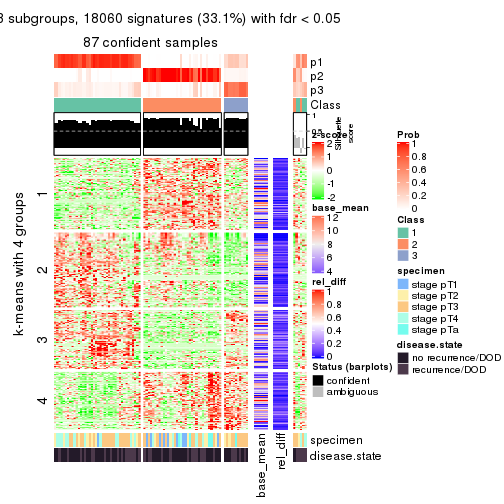 3 subgroups, 18060 signatures (33.1%) with fdr < 0.05
87 confident samples
p1
p2
p3
Class
1
0.5
0
Silhouette
score
k-means with 4 groups
1
2
3
4
z-score
2
1
0
-1
-2
base_mean
12
10
8
6
4
rel_diff
1
0.8
0.6
0.4
0.2
0
Status (barplots)
confident
ambiguous
Prob
1
0.8
0.6
0.4
0.2
0
Class
1
2
3
specimen
stage pT1
stage pT2
stage pT3
stage pT4
stage pTa
disease.state
no recurrence/DOD
recurrence/DOD
specimen
disease.state
base_mean
rel_diff